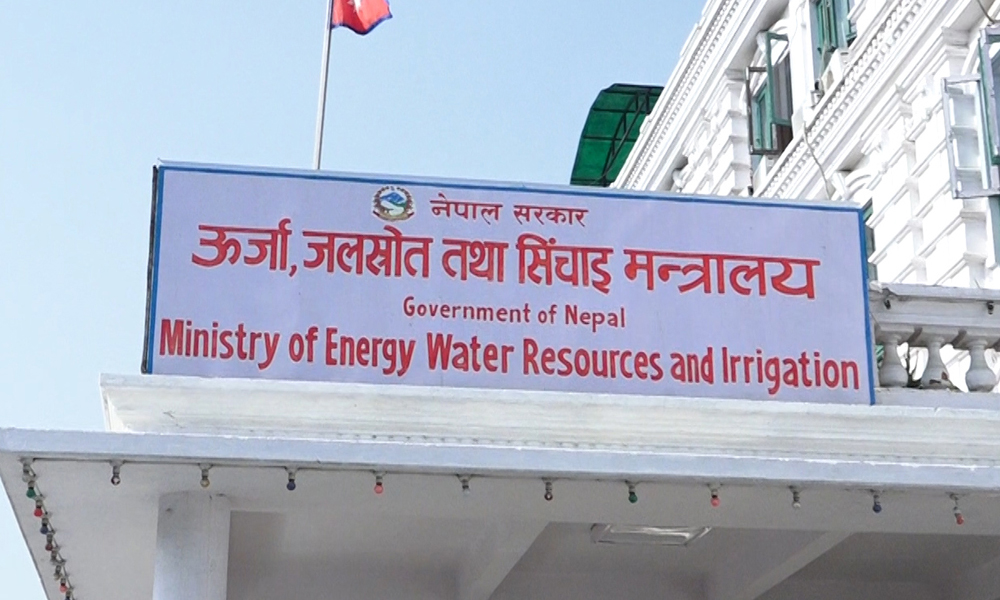 नेपाल सरकार
ऊर्जा, जलस्रोत तथा सिंचाइ मन्त्रालय
Government of Nepal
Ministry of Energy Water Resources and Irrigation